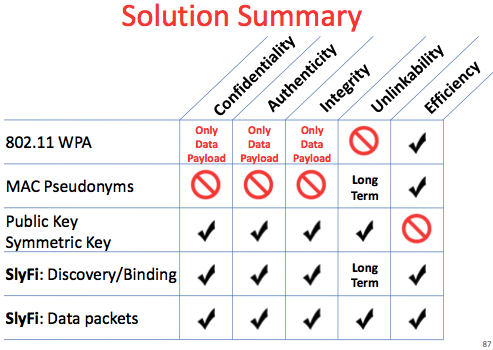 Solution Summary
Confidentiality
Authenticity
Integrity
Unlinkability
Efficiency
802.11 WPA
Only
Data
Payload
Only
Data
Payload
Only
Data
Payload
MAC Pseudonyms
Long
Term
Public Key
Symmetric Key
SlyFi: Discovery/Binding
Long
Term
SlyFi: Data packets
87